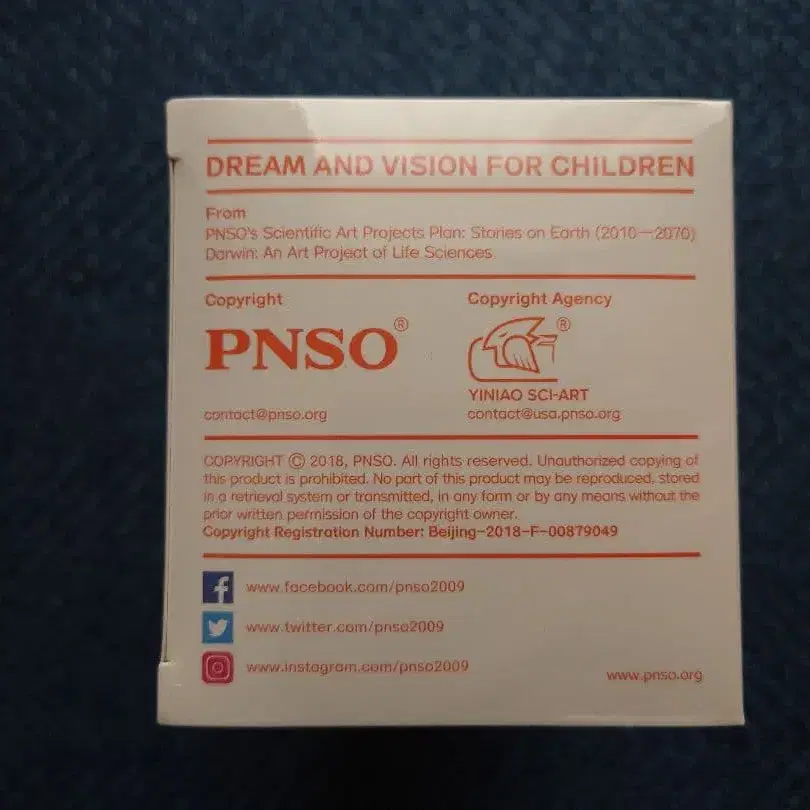 DREAM AND VISION FOR CHILDREN
From
PNSO's Scientific Art Projects Plan: Stories on Earth (2010—2070)
Darwin: An Art Project of Life Sciences
Copyright
PNSO®
contact@pnso.org
Copyright Agency
®
YINIAO SCI-ART
contact@usa.pnso.org
COPYRIGHT © 2018, PNSO. All rights reserved. Unauthorized copying of
this product is prohibited. No part of this product may be reproduced, stored
in a retrieval system or transmitted, in any form or by any means without the
prior written permission of the copyright owner.
Copyright Registration Number: Beijing-2018-F-00879049
www.facebook.com/pnso2009
www.twitter.com/pnso2009
www.instagram.com/pnso2009
www.pnso.org